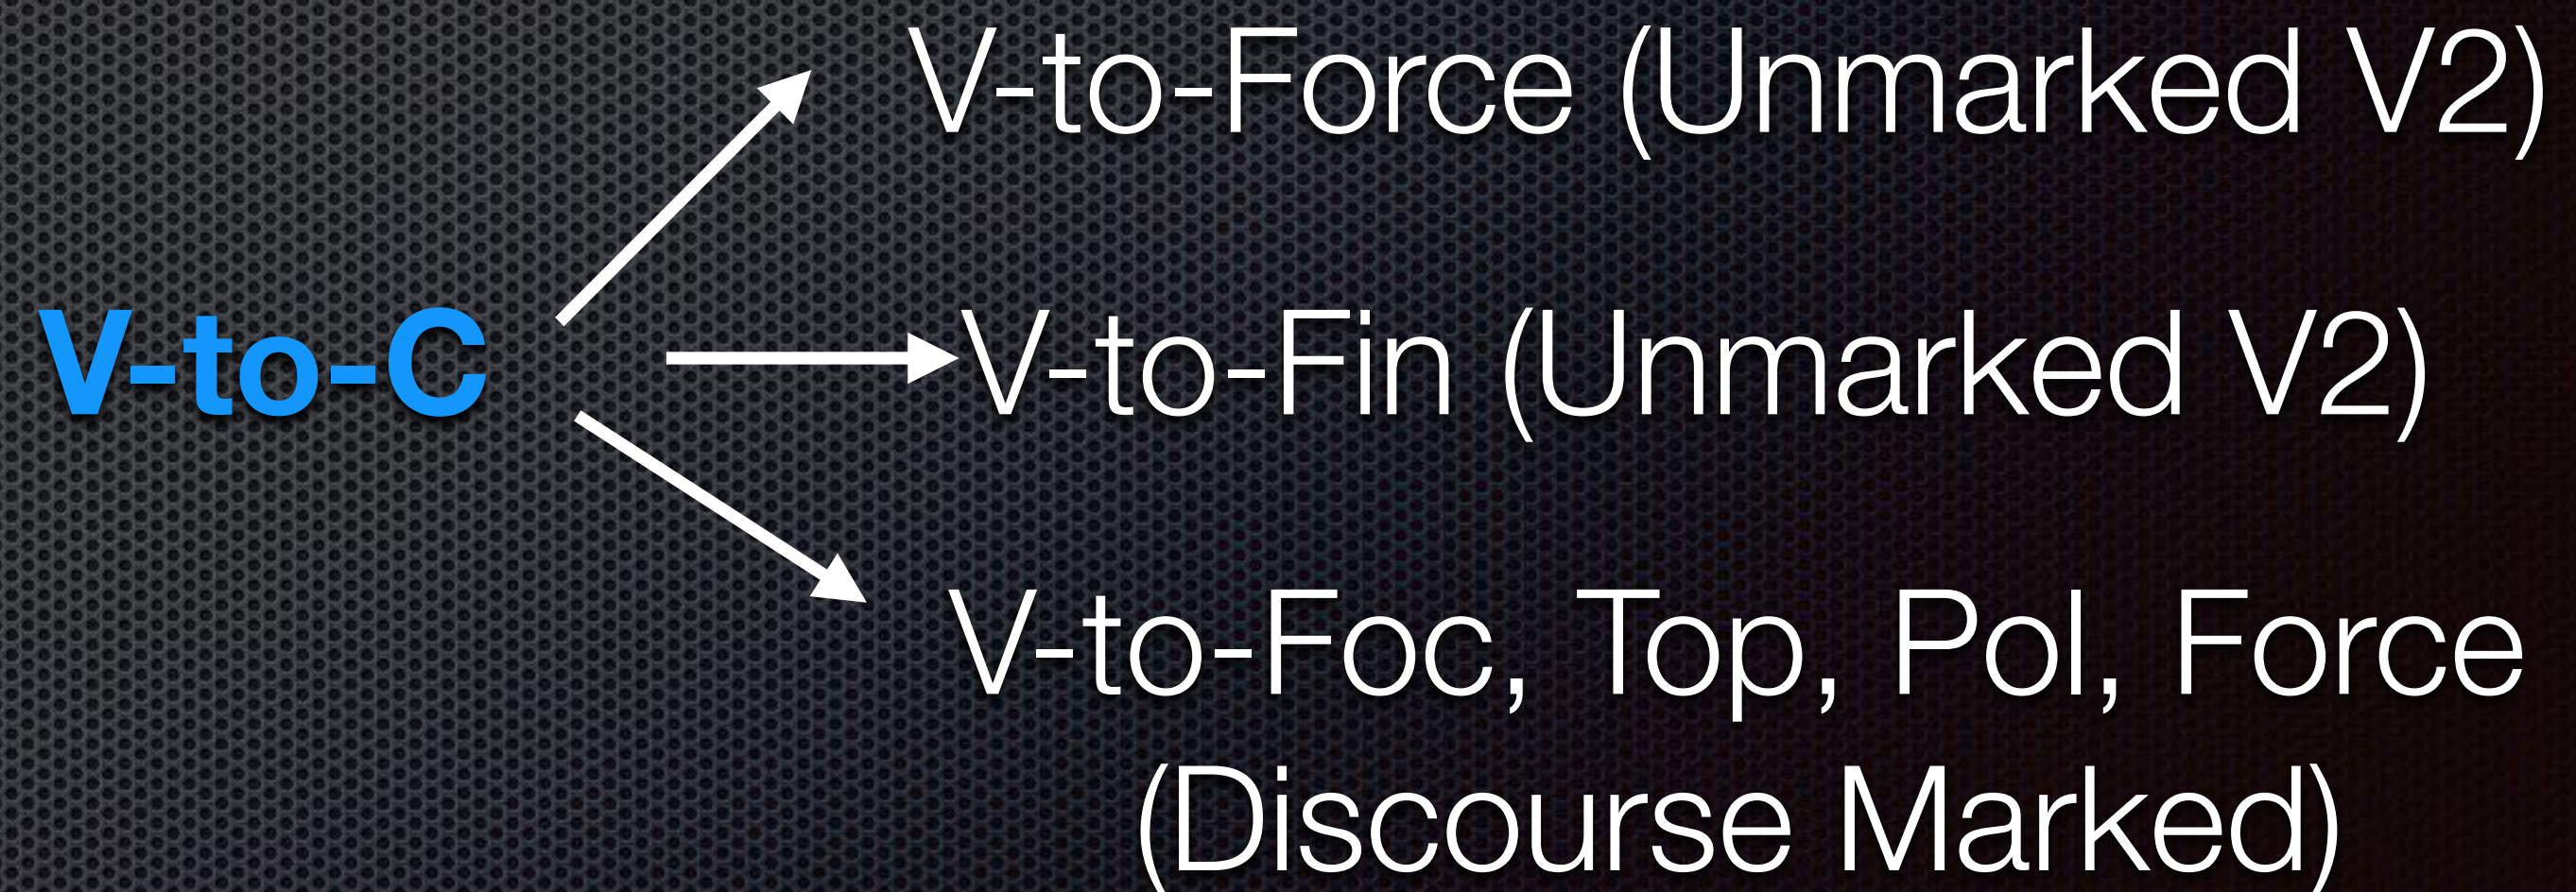 V-to-Force (Unmarked V2)
V-to-C
V-to-Fin (Unmarked V2)
V-to-Foc, Top, Pol, Force
(Discourse Marked)